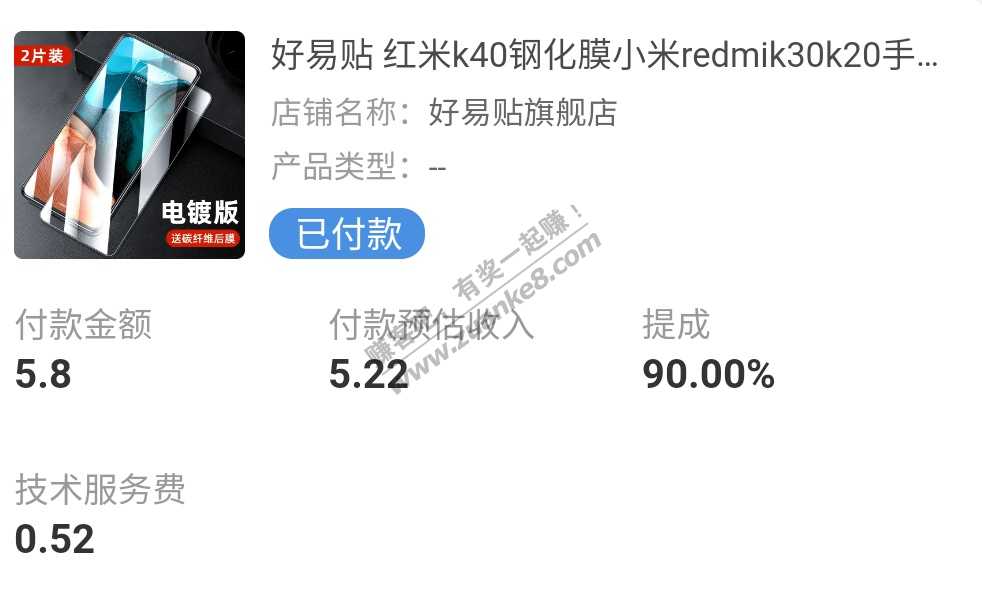 2片装
电镀版
送碳纤维后膜
好易贴 红米k40钢化膜小米redmik30k20手...
店铺名称：好易贴旗舰店
产品类型：--
已付款
付款金额
5.8
付款预估收入
5.22
提成
90.00%
技术服务费
0.52
赚客吧，有奖一起赚！
www.zuanke8.com